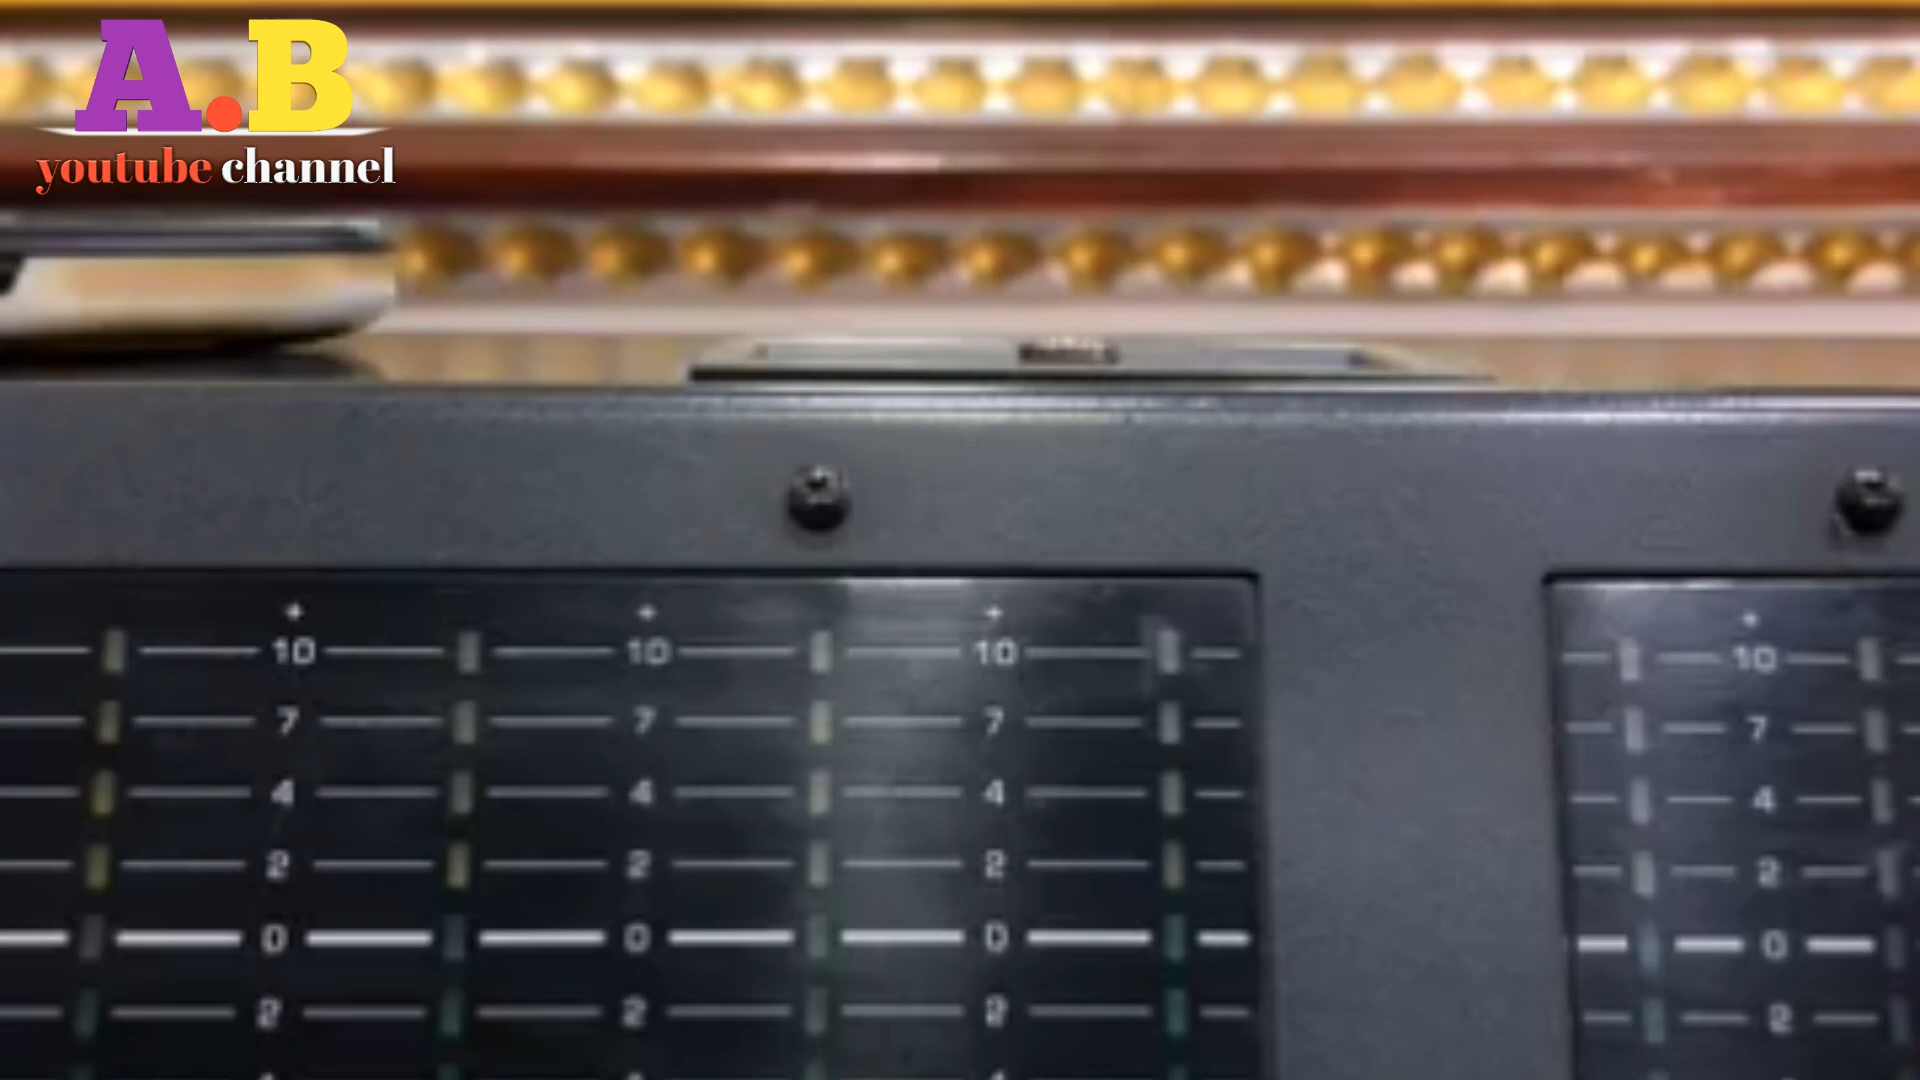 A.B
youtube channel
+ + + +
10 10 10 10
7 7 7 7
4 4 4 4
2 2 2 2
0 0 0 0
2 2 2 2